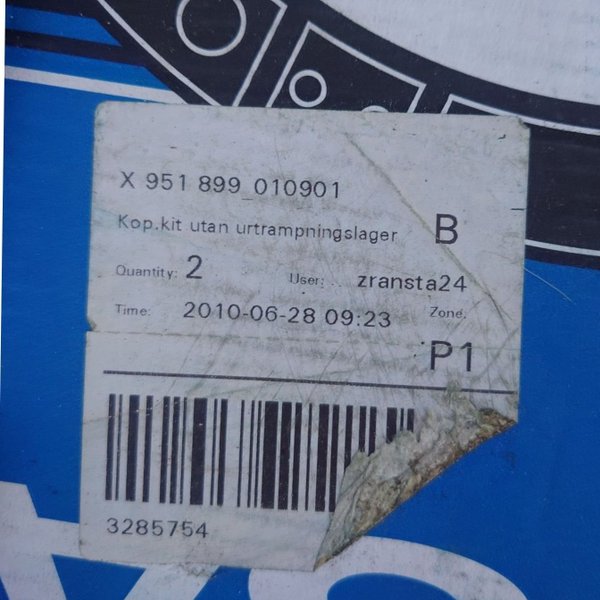 X 951 899_010901
Kop.kit utan urtrampningslager B
Quantity: 2 User: zransta24
Time: 2010-06-28 09:23 Zone:
P1
3285754